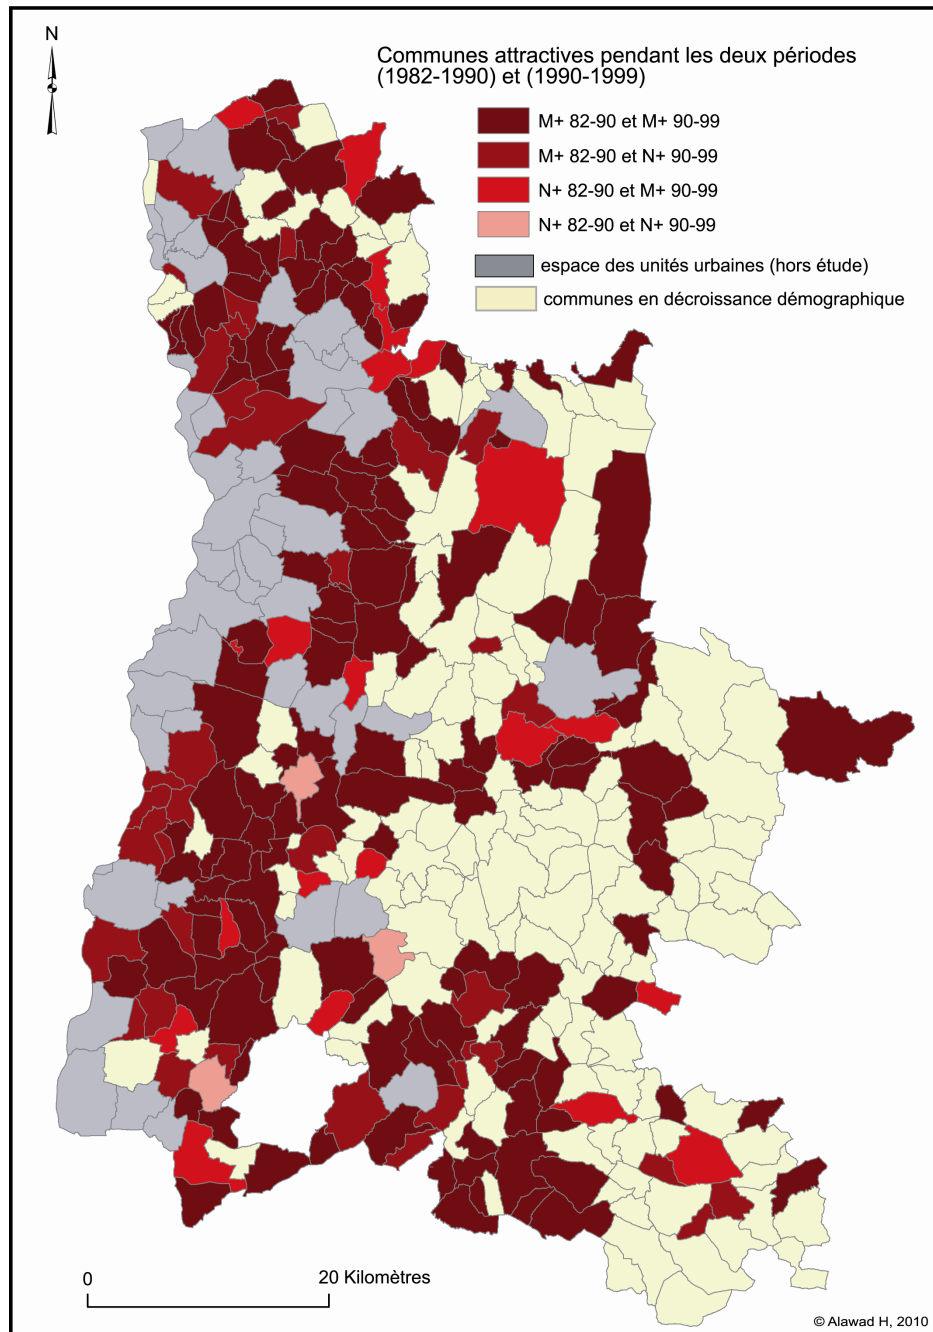 N
Communes attractives pendant les deux périodes
(1982-1990) et (1990-1999)
M+ 82-90 et M+ 90-99
M+ 82-90 et N+ 90-99
N+ 82-90 et M+ 90-99
N+ 82-90 et N+ 90-99
espace des unités urbaines (hors étude)
communes en décroissance démographique
0
20 Kilomètres
© Alawad H, 2010